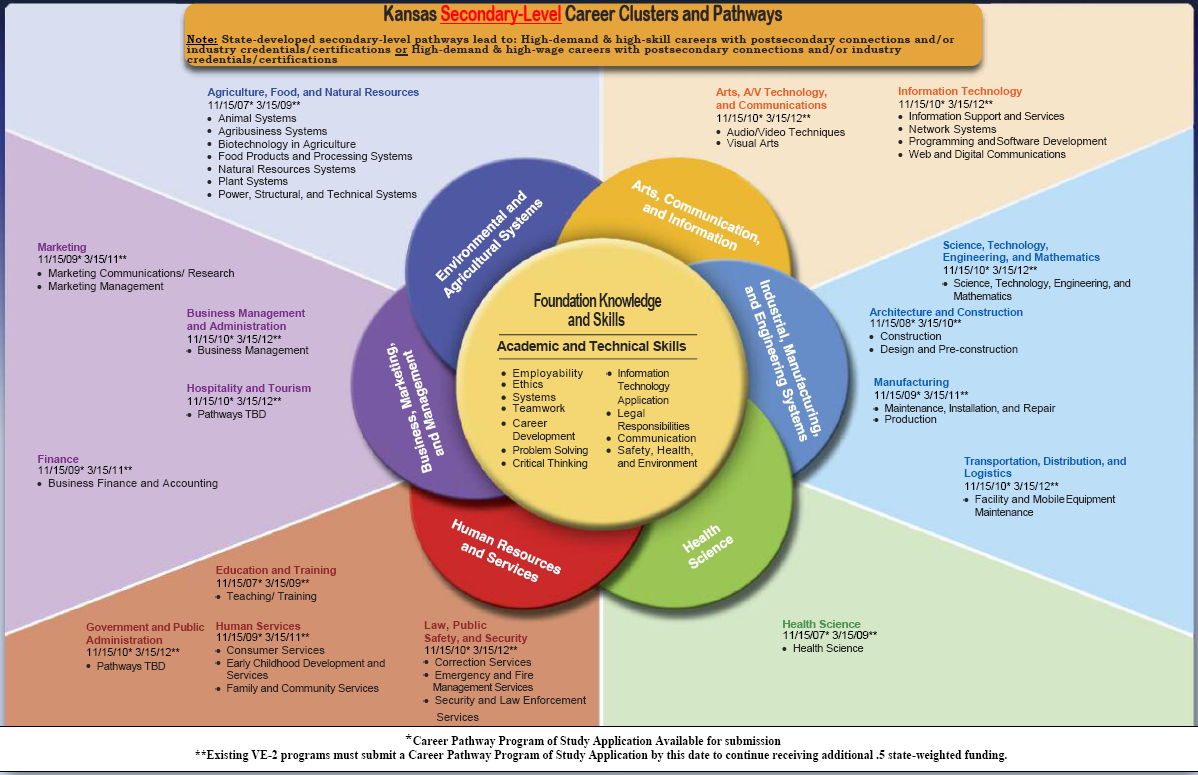 Kansas Secondary-Level Career Clusters and Pathways
Note: State-developed secondary-level pathways lead to: High-demand & high-skill careers with postsecondary connections and/or
industry credentials/certifications or High-demand & high-wage careers with postsecondary connections and/or industry
credentials/certifications
Agriculture, Food, and Natural Resources
11/15/07* 3/15/09**
• Animal Systems
• Agribusiness Systems
• Biotechnology in Agriculture
• Food Products and Processing Systems
• Natural Resources Systems
• Plant Systems
• Power, Structural, and Technical Systems
Arts, A/V Technology,
and Communications
11/15/10* 3/15/12**
• Audio/Video Techniques
• Visual Arts
Information Technology
11/15/10* 3/15/12**
• Information Support and Services
• Network Systems
• Programming and Software Development
• Web and Digital Communications
Environmental and
Agricultural Systems
Arts, Communication,
and Information
Marketing
11/15/09* 3/15/11**
• Marketing Communications/ Research
• Marketing Management
Business Management
and Administration
11/15/10* 3/15/12**
• Business Management
Hospitality and Tourism
11/15/10* 3/15/12**
• Pathways TBD
Finance
11/15/09* 3/15/11**
• Business Finance and Accounting
Business, Marketing,
and Management
Foundation Knowledge
and Skills
Academic and Technical Skills
• Employability
• Ethics
• Systems
• Teamwork
• Career
Development
• Problem Solving
• Critical Thinking
• Information
Technology
Application
• Legal
Responsibilities
• Communication
• Safety, Health,
and Environment
Industrial, Manufacturing,
and Engineering Systems
Science, Technology,
Engineering, and Mathematics
11/15/10* 3/15/12**
• Science, Technology, Engineering, and
Mathematics
Architecture and Construction
11/15/08* 3/15/10**
• Construction
• Design and Pre-construction
Manufacturing
11/15/09* 3/15/11**
• Maintenance, Installation, and Repair
• Production
Transportation, Distribution, and
Logistics
11/15/10* 3/15/12**
• Facility and Mobile Equipment
Maintenance
Human Resources
and Services
Health
Science
Education and Training
11/15/07* 3/15/09**
• Teaching/ Training
Government and Public
Administration
11/15/10* 3/15/12**
• Pathways TBD
Human Services
11/15/09* 3/15/11**
• Consumer Services
• Early Childhood Development and
Services
• Family and Community Services
Law, Public
Safety, and Security
11/15/10* 3/15/12**
• Correction Services
• Emergency and Fire
Management Services
• Security and Law Enforcement
Services
Health Science
11/15/07* 3/15/09**
• Health Science
*Career Pathway Program of Study Application Available for submission
**Existing VE-2 programs must submit a Career Pathway Program of Study Application by this date to continue receiving additional .5 state-weighted funding.